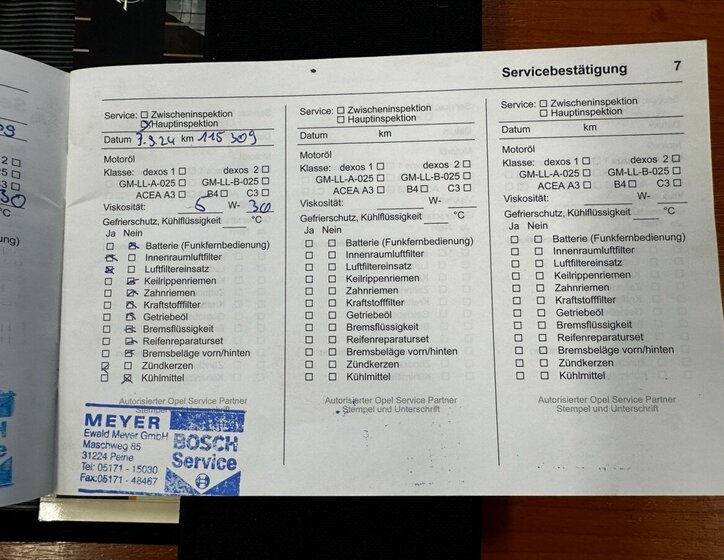 Servicebestätigung 7
Service: ☐ Zwischeninspektion
☒ Hauptinspektion
Datum 7.3.24 km 115 309
Motoröl
Klasse: dexos 1 ☐ dexos 2 ☐
GM-LL-A-025 ☐ GM-LL-B-025 ☐
ACEA A3 ☐ B4 ☐ C3 ☐
Viskosität: 5 W- 30
Gefrierschutz, Kühlflüssigkeit ____ °C
Ja Nein
☐ ☒ Batterie (Funkfernbedienung)
☒ ☐ Innenraumluftfilter
☒ ☐ Luftfiltereinsatz
☐ ☒ Keilrippenriemen
☐ ☒ Zahnriemen
☐ ☒ Kraftstofffilter
☐ ☒ Getriebeöl
☐ ☒ Bremsflüssigkeit
☐ ☒ Reifenreparaturset
☐ ☒ Bremsbeläge vorn/hinten
☒ ☐ Zündkerzen
☐ ☒ Kühlmittel
Autorisierter Opel Service Partner
Stempel und Unterschrift
MEYER
Ewald Meyer GmbH
Maschweg 85
31224 Peine
Tel: 05171 - 15030
Fax:05171 - 48467
BOSCH
Service
Service: ☐ Zwischeninspektion
☐ Hauptinspektion
Datum km
Motoröl
Klasse: dexos 1 ☐ dexos 2 ☐
GM-LL-A-025 ☐ GM-LL-B-025 ☐
ACEA A3 ☐ B4 ☐ C3 ☐
Viskosität: ____ W- ____
Gefrierschutz, Kühlflüssigkeit ____ °C
Ja Nein
☐ ☐ Batterie (Funkfernbedienung)
☐ ☐ Innenraumluftfilter
☐ ☐ Luftfiltereinsatz
☐ ☐ Keilrippenriemen
☐ ☐ Zahnriemen
☐ ☐ Kraftstofffilter
☐ ☐ Getriebeöl
☐ ☐ Bremsflüssigkeit
☐ ☐ Reifenreparaturset
☐ ☐ Bremsbeläge vorn/hinten
☐ ☐ Zündkerzen
☐ ☐ Kühlmittel
Autorisierter Opel Service Partner
Stempel und Unterschrift
Service: ☐ Zwischeninspektion
☐ Hauptinspektion
Datum km
Motoröl
Klasse: dexos 1 ☐ dexos 2 ☐
GM-LL-A-025 ☐ GM-LL-B-025 ☐
ACEA A3 ☐ B4 ☐ C3 ☐
Viskosität: ____ W- ____
Gefrierschutz, Kühlflüssigkeit ____ °C
Ja Nein
☐ ☐ Batterie (Funkfernbedienung)
☐ ☐ Innenraumluftfilter
☐ ☐ Luftfiltereinsatz
☐ ☐ Keilrippenriemen
☐ ☐ Zahnriemen
☐ ☐ Kraftstofffilter
☐ ☐ Getriebeöl
☐ ☐ Bremsflüssigkeit
☐ ☐ Reifenreparaturset
☐ ☐ Bremsbeläge vorn/hinten
☐ ☐ Zündkerzen
☐ ☐ Kühlmittel
Autorisierter Opel Service Partner
Stempel und Unterschrift